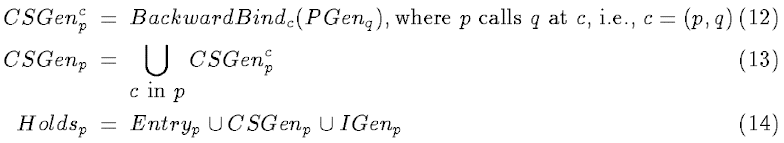 CSGen_p^c = BackwardBind_c(PGen_q), where p calls q at c, i.e., c = (p, q) (12)
CSGen_p = ⋃_{c in p} CSGen_p^c (13)
Holds_p = Entry_p ∪ CSGen_p ∪ IGen_p (14)